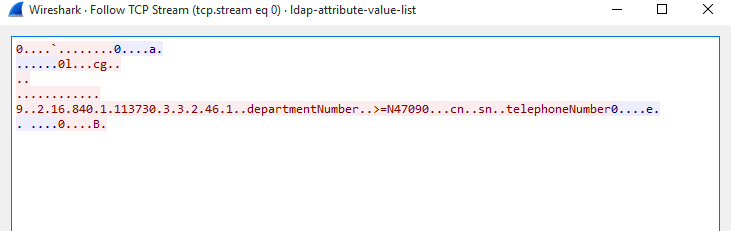 Wireshark · Follow TCP Stream (tcp.stream eq 0) · ldap-attribute-value-list
0....`........0....a.
......0l...cg..
..
............
9..2.16.840.1.113730.3.3.2.46.1..departmentNumber..>=N47090...cn..sn..telephoneNumber0....e.
. ....0....B.